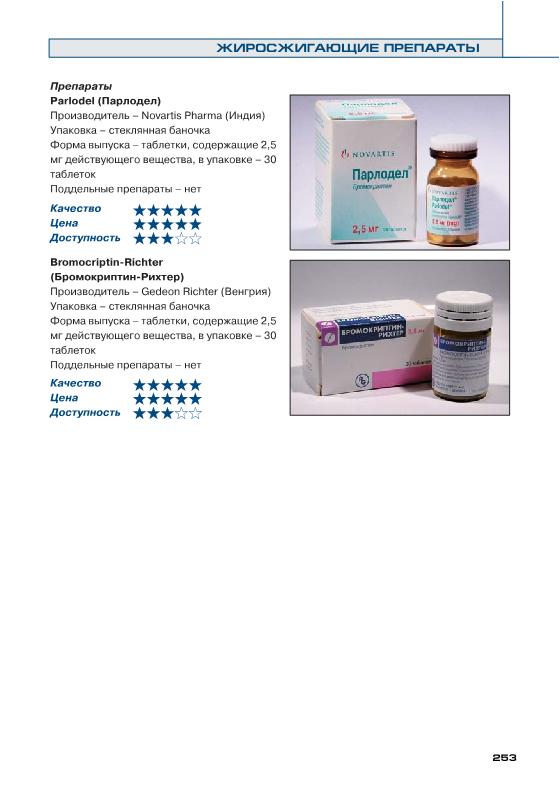 ЖИРОСЖИГАЮЩИЕ ПРЕПАРАТЫ
Препараты
Parlodel (Парлодел)
Производитель – Novartis Pharma (Индия)
Упаковка – стеклянная баночка
Форма выпуска – таблетки, содержащие 2,5
мг действующего вещества, в упаковке – 30
таблеток
Поддельные препараты – нет
Качество
Цена
Доступность
Bromocriptin-Richter
(Бромокриптин-Рихтер)
Производитель – Gedeon Richter (Венгрия)
Упаковка – стеклянная баночка
Форма выпуска – таблетки, содержащие 2,5
мг действующего вещества, в упаковке – 30
таблеток
Поддельные препараты – нет
Качество
Цена
Доступность
NOVARTIS
Парлодел®
Бромокриптин
2,5 мг
Парлодел®
Parlodel®
БРОМОКРИПТИН-
РИХТЕР
БРОМОКРИПТИН-
РИХТЕР
253